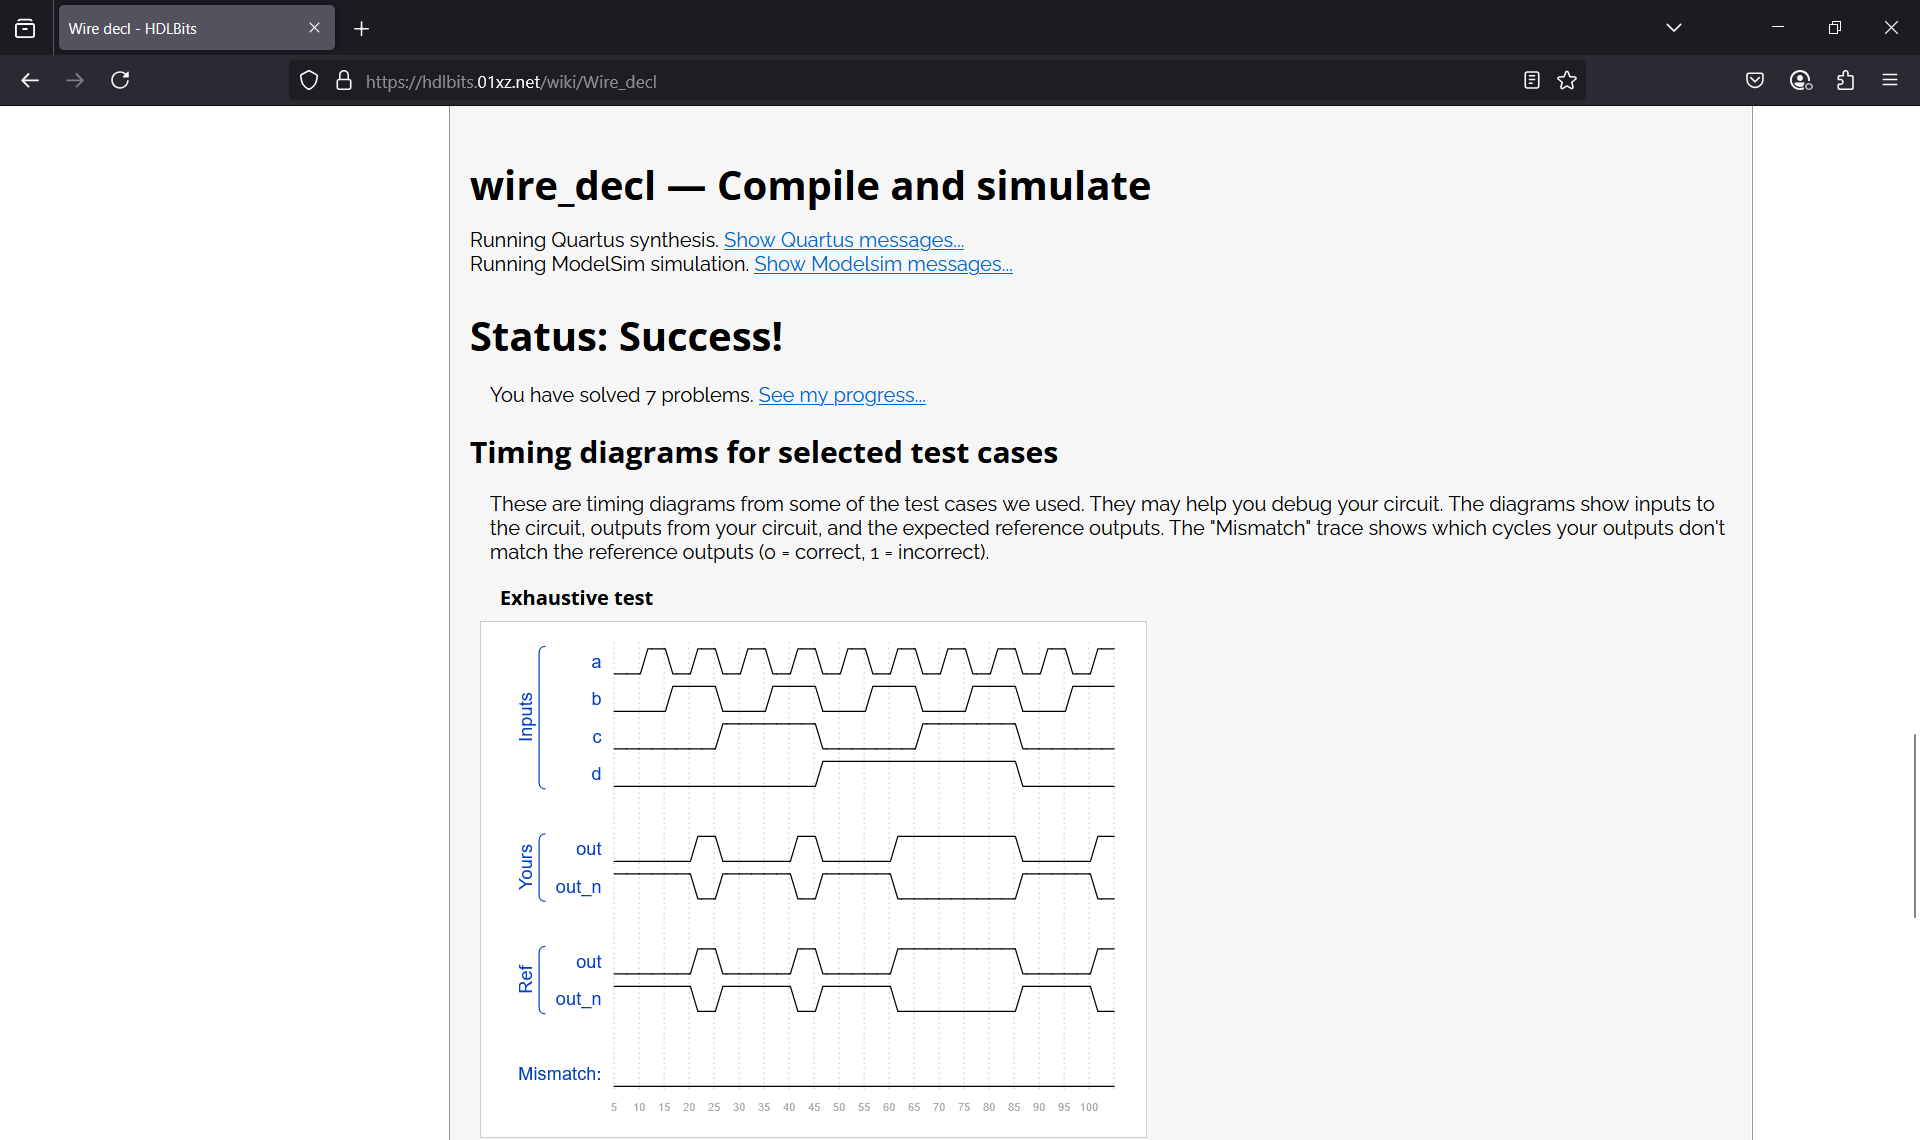 Wire decl - HDLBits
https://hdlbits.01xz.net/wiki/Wire_decl
wire_decl — Compile and simulate
Running Quartus synthesis. Show Quartus messages...
Running ModelSim simulation. Show Modelsim messages...
Status: Success!
You have solved 7 problems. See my progress...
Timing diagrams for selected test cases
These are timing diagrams from some of the test cases we used. They may help you debug your circuit. The diagrams show inputs to
the circuit, outputs from your circuit, and the expected reference outputs. The "Mismatch" trace shows which cycles your outputs don't
match the reference outputs (0 = correct, 1 = incorrect).
Exhaustive test
Inputs
a
b
c
d
Yours
out
out_n
Ref
out
out_n
Mismatch:
5 10 15 20 25 30 35 40 45 50 55 60 65 70 75 80 85 90 95 100